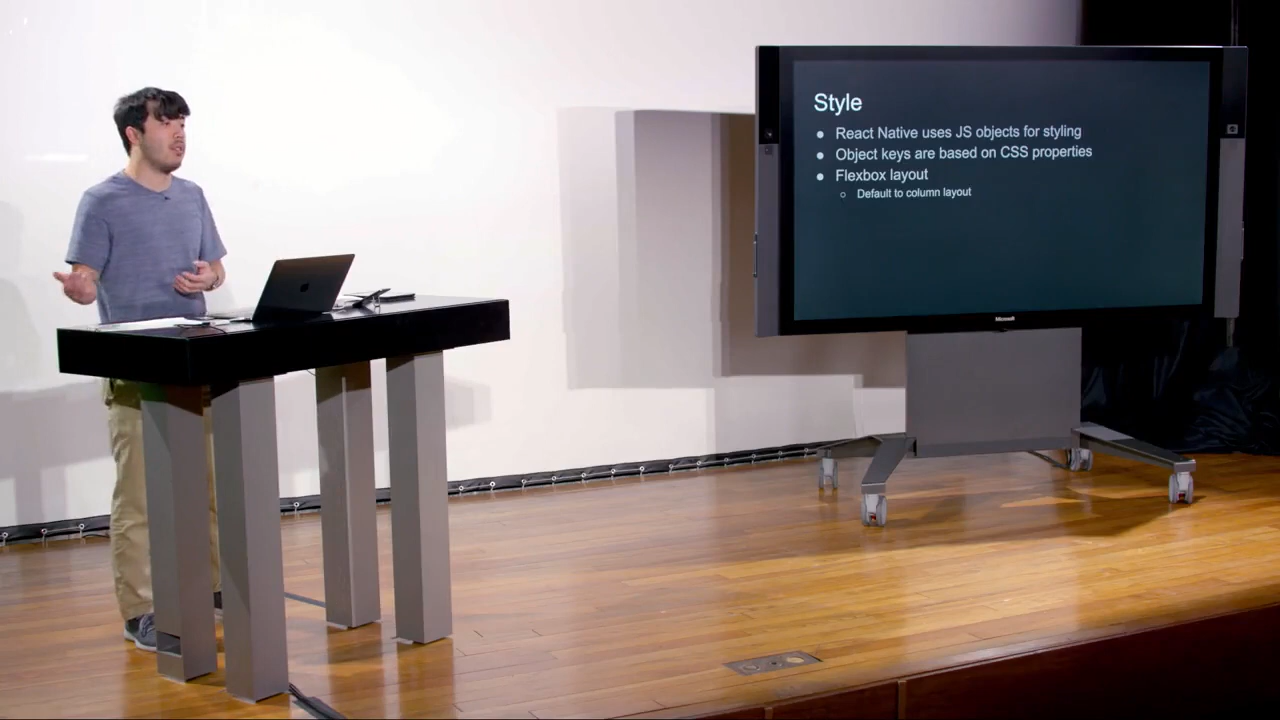 Style
● React Native uses JS objects for styling
● Object keys are based on CSS properties
● Flexbox layout
○ Default to column layout
Microsoft